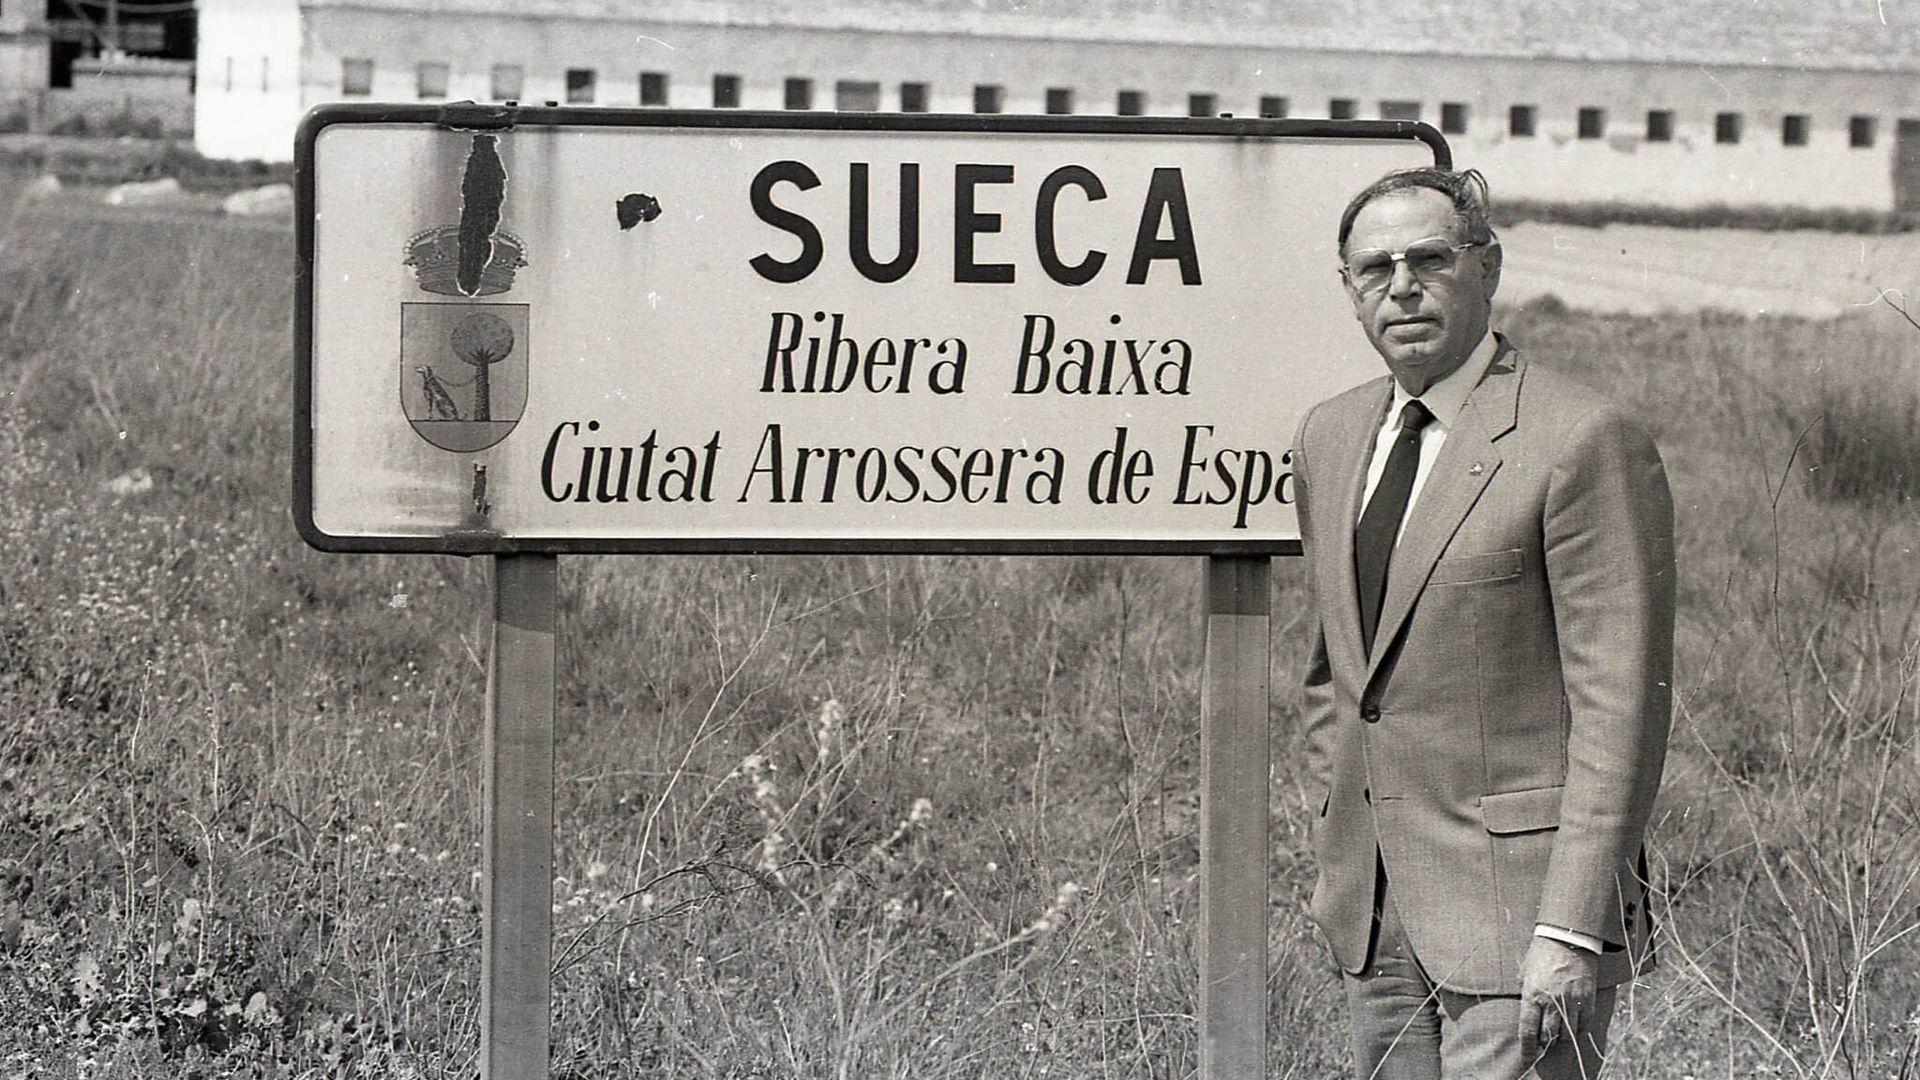 SUECA
Ribera Baixa
Ciutat Arrossera de Espa